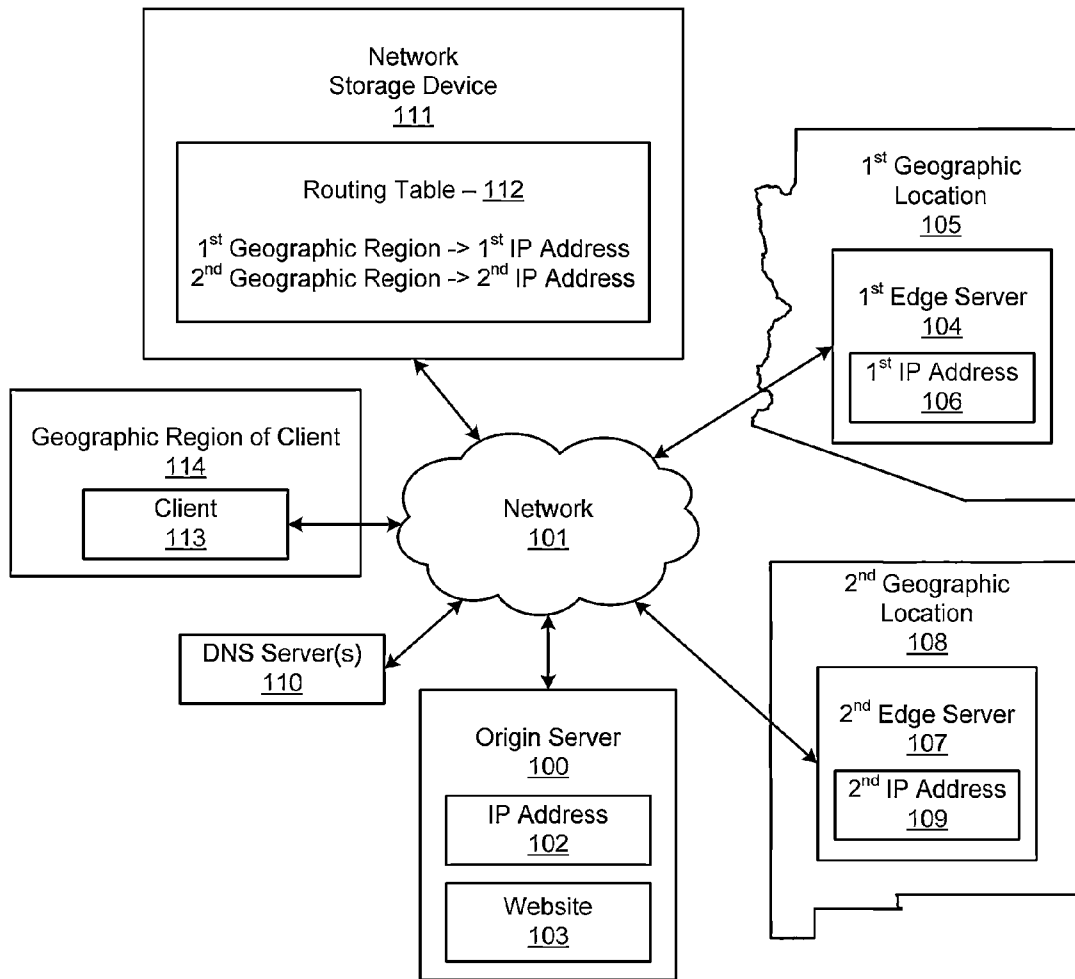 Network
Storage Device
111
Routing Table – 112
1st Geographic Region -> 1st IP Address
2nd Geographic Region -> 2nd IP Address
1st Geographic
Location
105
1st Edge Server
104
1st IP Address
106
Geographic Region of Client
114
Client
113
Network
101
2nd Geographic
Location
108
2nd Edge Server
107
2nd IP Address
109
DNS Server(s)
110
Origin Server
100
IP Address
102
Website
103